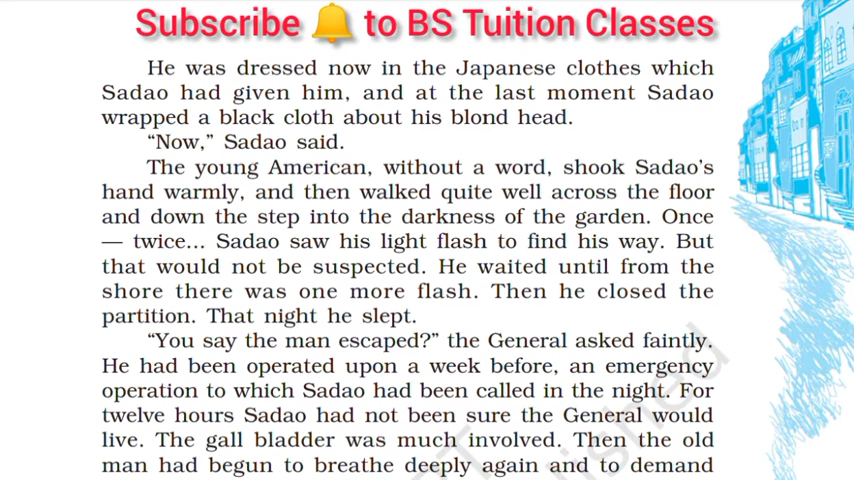 Subscribe 🔔 to BS Tuition Classes
He was dressed now in the Japanese clothes which
Sadao had given him, and at the last moment Sadao
wrapped a black cloth about his blond head.
“Now,” Sadao said.
The young American, without a word, shook Sadao’s
hand warmly, and then walked quite well across the floor
and down the step into the darkness of the garden. Once
— twice... Sadao saw his light flash to find his way. But
that would not be suspected. He waited until from the
shore there was one more flash. Then he closed the
partition. That night he slept.
“You say the man escaped?” the General asked faintly.
He had been operated upon a week before, an emergency
operation to which Sadao had been called in the night. For
twelve hours Sadao had not been sure the General would
live. The gall bladder was much involved. Then the old
man had begun to breathe deeply again and to demand